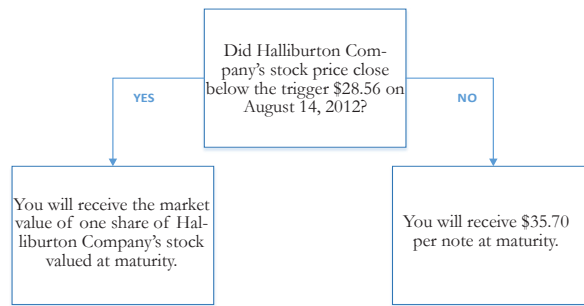 Did Halliburton Com-
pany's stock price close
below the trigger $28.56 on
August 14, 2012?
YES
NO
You will receive the market
value of one share of Hal-
liburton Company's stock
valued at maturity.
You will receive $35.70
per note at maturity.